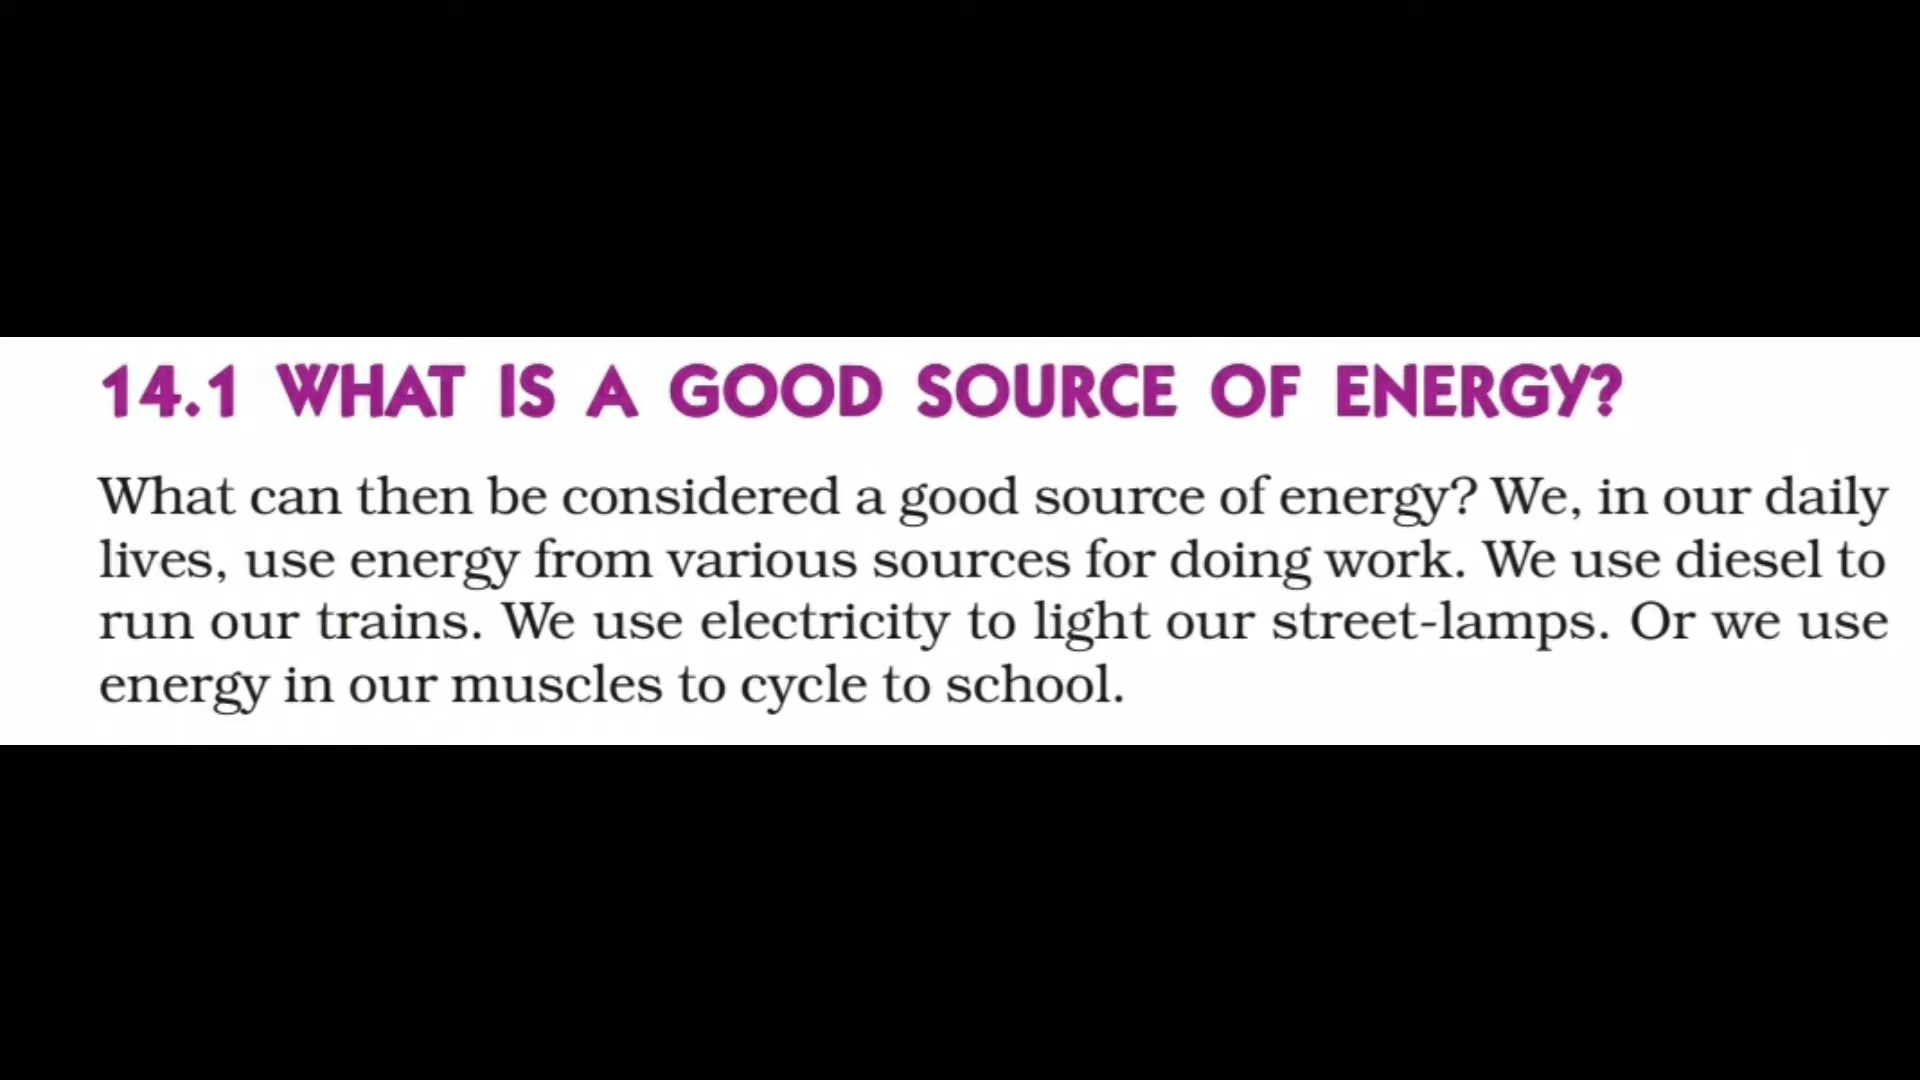 14.1 WHAT IS A GOOD SOURCE OF ENERGY?
What can then be considered a good source of energy? We, in our daily
lives, use energy from various sources for doing work. We use diesel to
run our trains. We use electricity to light our street-lamps. Or we use
energy in our muscles to cycle to school.